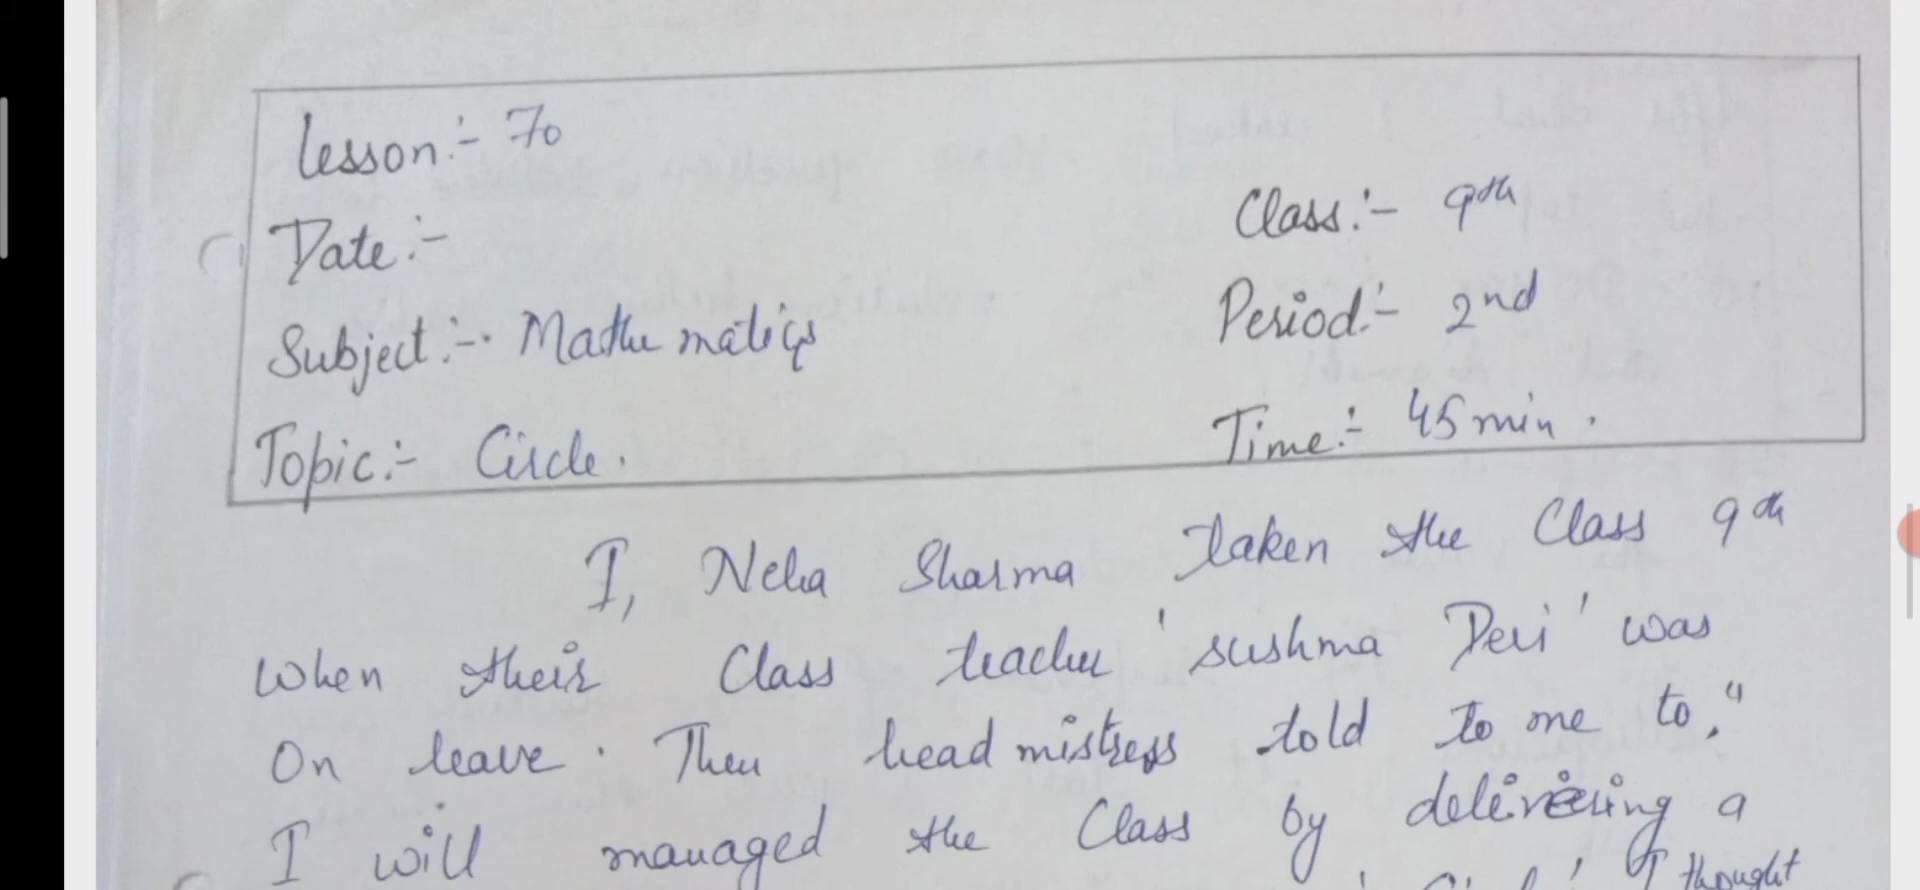 Lesson:- 70
Date:-
Class:- 9th
Subject:- Mathematics
Period:- 2nd
Topic:- Circle.
Time:- 45 min.
I, Neha Sharma taken the Class 9th
When their Class teacher 'sushma Devi' was
On leave. Then head mistress told to me to,"
I will managed the Class by delivering a
I thought